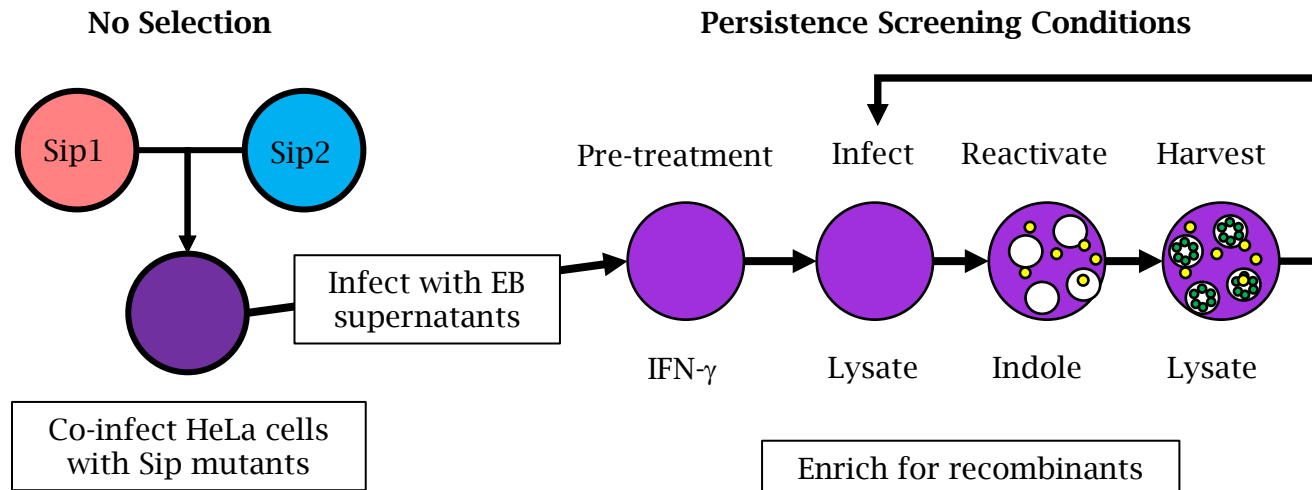 No Selection
Persistence Screening Conditions
Sip1
Sip2
Pre-treatment
Infect
Reactivate
Harvest
Infect with EB
supernatants
IFN-γ
Lysate
Indole
Lysate
Co-infect HeLa cells
with Sip mutants
Enrich for recombinants